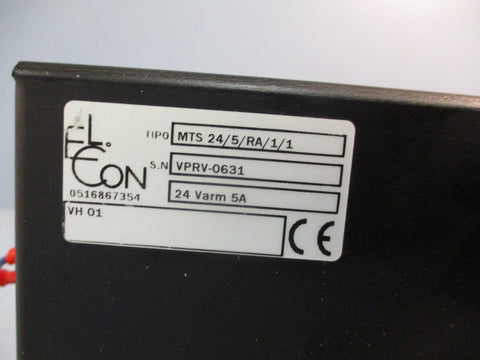 EL.
CON
0516867354
TIPO MTS 24/5/RA/1/1
S.N VPRV-0631
24 Varm 5A
VH 01
CE